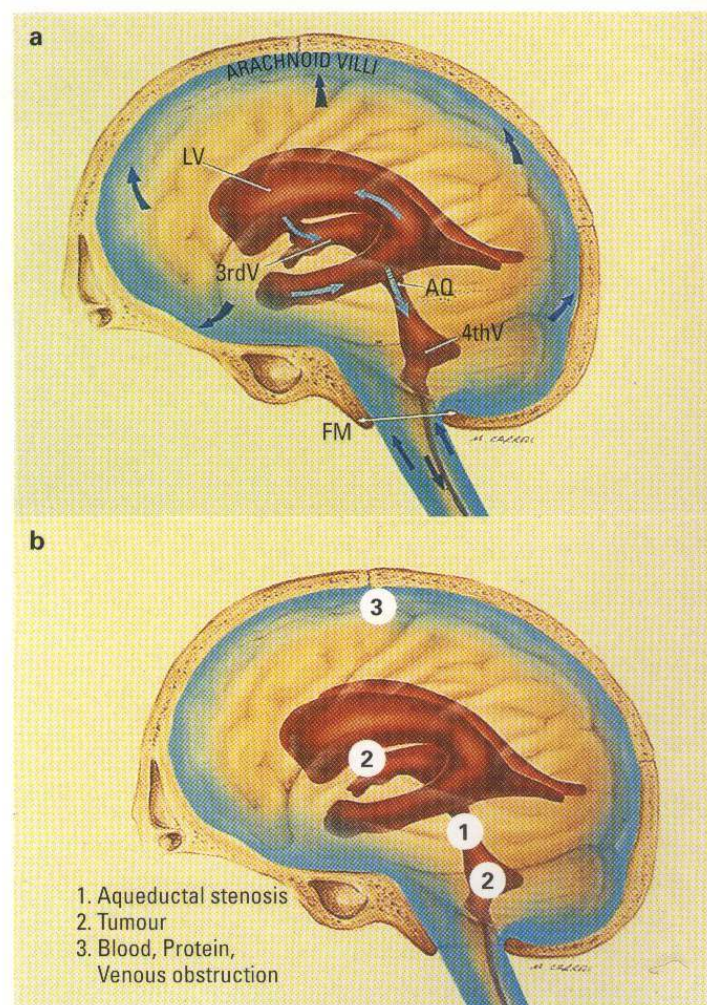 a
ARACHNOID VILLI
LV
3rdV
AQ
4thV
FM
M. CARRERI
b
3
2
1
2
1. Aqueductal stenosis
2. Tumour
3. Blood, Protein,
Venous obstruction